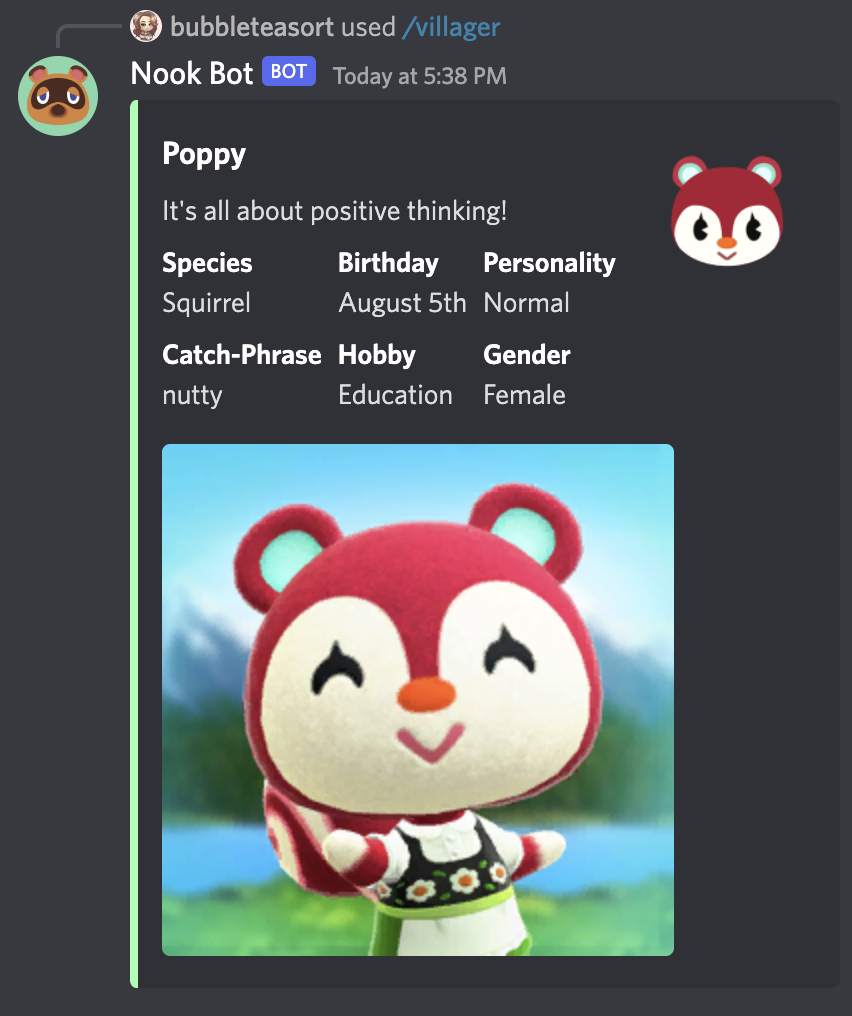 bubbleteasort used /villager
Nook Bot BOT Today at 5:38 PM
Poppy
It's all about positive thinking!
Species Birthday Personality
Squirrel August 5th Normal
Catch-Phrase Hobby Gender
nutty Education Female